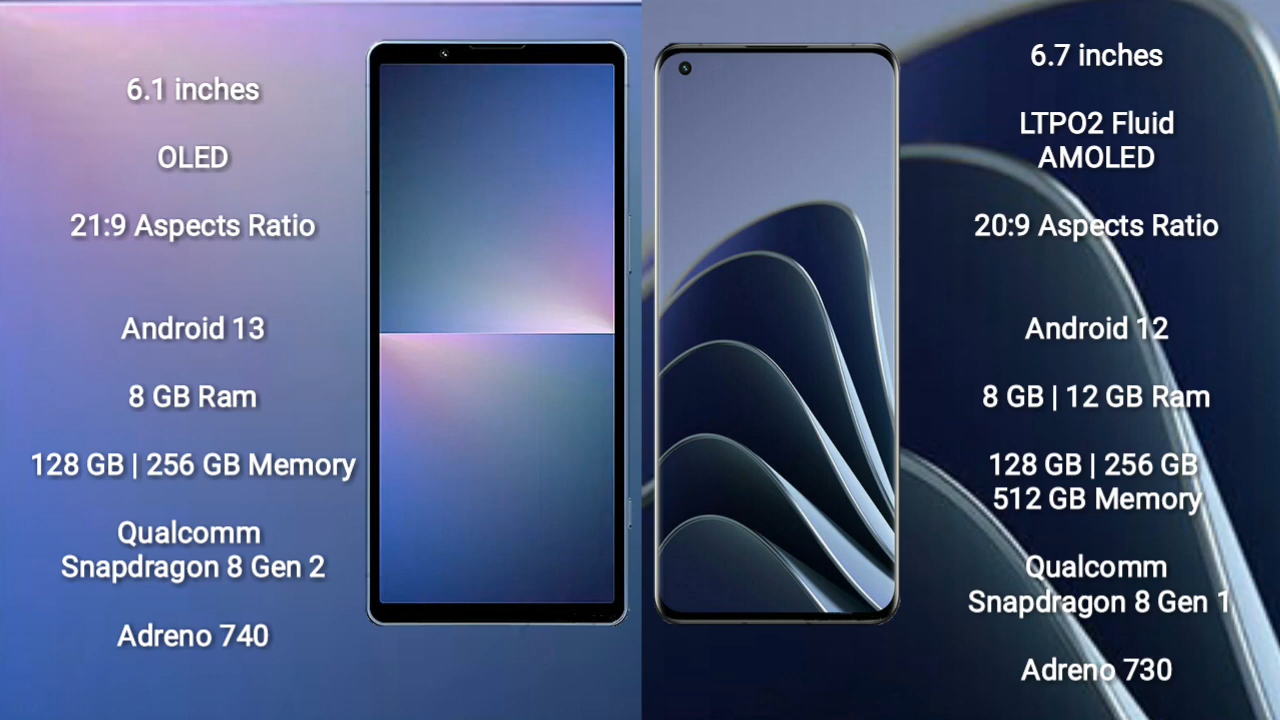 6.1 inches
OLED
21:9 Aspects Ratio
Android 13
8 GB Ram
128 GB | 256 GB Memory
Qualcomm
Snapdragon 8 Gen 2
Adreno 740
6.7 inches
LTPO2 Fluid
AMOLED
20:9 Aspects Ratio
Android 12
8 GB | 12 GB Ram
128 GB | 256 GB
512 GB Memory
Qualcomm
Snapdragon 8 Gen 1
Adreno 730